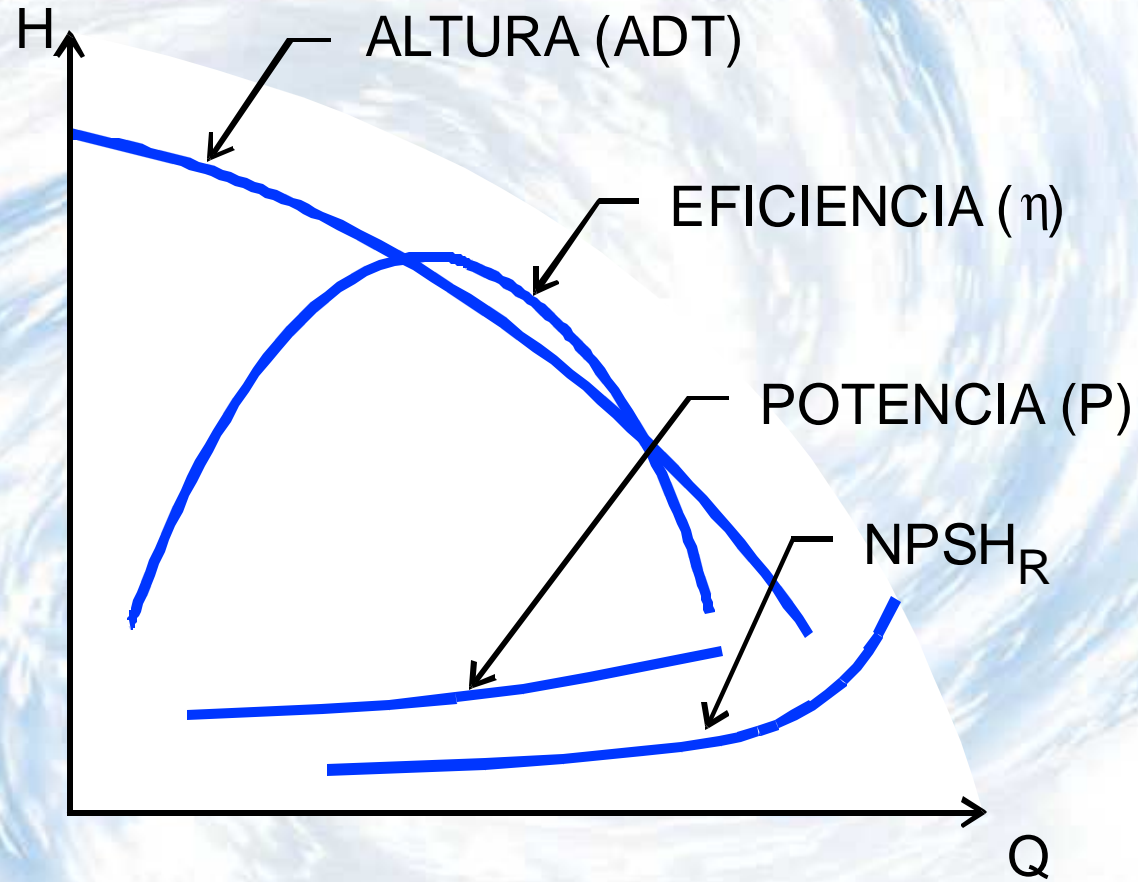 H
ALTURA (ADT)
EFICIENCIA (η)
POTENCIA (P)
NPSHR
Q